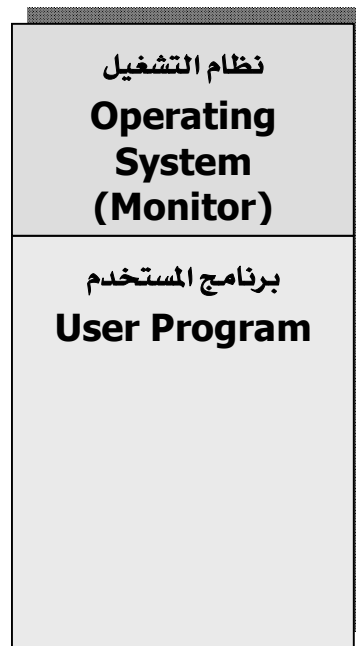 نظام التشغيل
Operating
System
(Monitor)
برنامج المستخدم
User Program